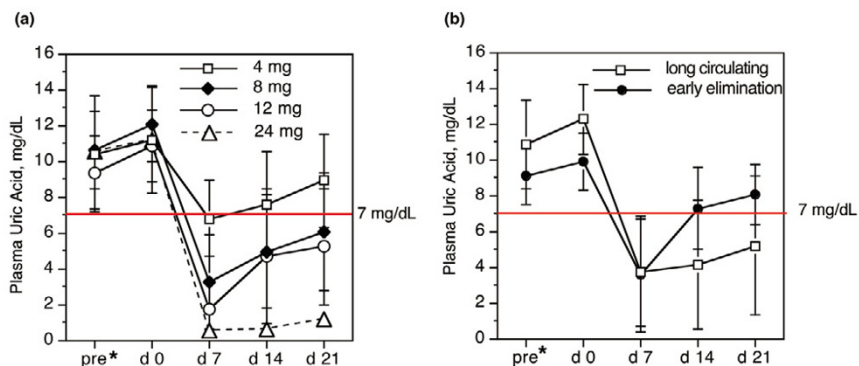 (a)
Plasma Uric Acid, mg/dL
16
14
12
10
8
6
4
2
0
4 mg
8 mg
12 mg
24 mg
7 mg/dL
pre* d 0 d 7 d 14 d 21
(b)
Plasma Uric Acid, mg/dL
16
14
12
10
8
6
4
2
0
long circulating
early elimination
7 mg/dL
pre* d 0 d 7 d 14 d 21